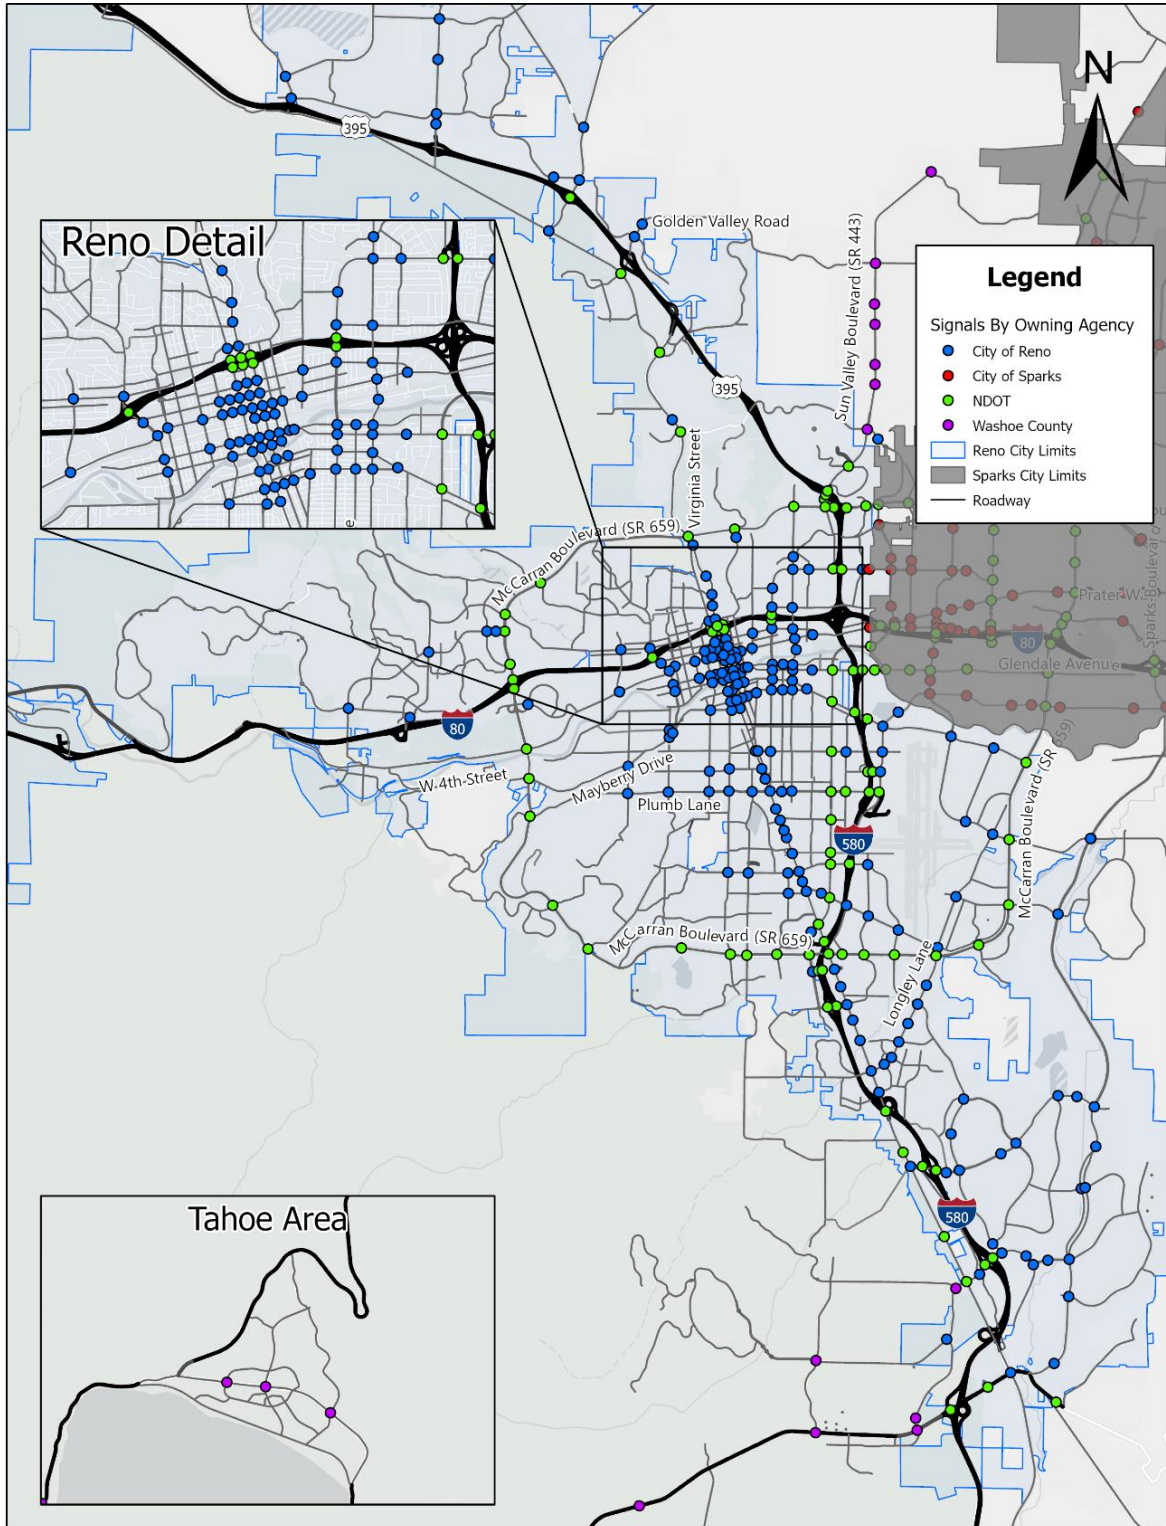 N
395
Golden Valley Road
Reno Detail
e
Sun Valley Boulevard (SR 443)
Legend
Signals By Owning Agency
City of Reno
City of Sparks
NDOT
Washoe County
Reno City Limits
Sparks City Limits
Roadway
395
Virginia Street
McCarran Boulevard (SR 659)
Prater W
Sparks Boulevard
80
Glendale Avenue
80
W 4th Street
Mayberry Drive
Plumb Lane
580
McCarran Boulevard (SR 659)
McCarran Boulevard (SR 659)
Longley Lane
580
Tahoe Area